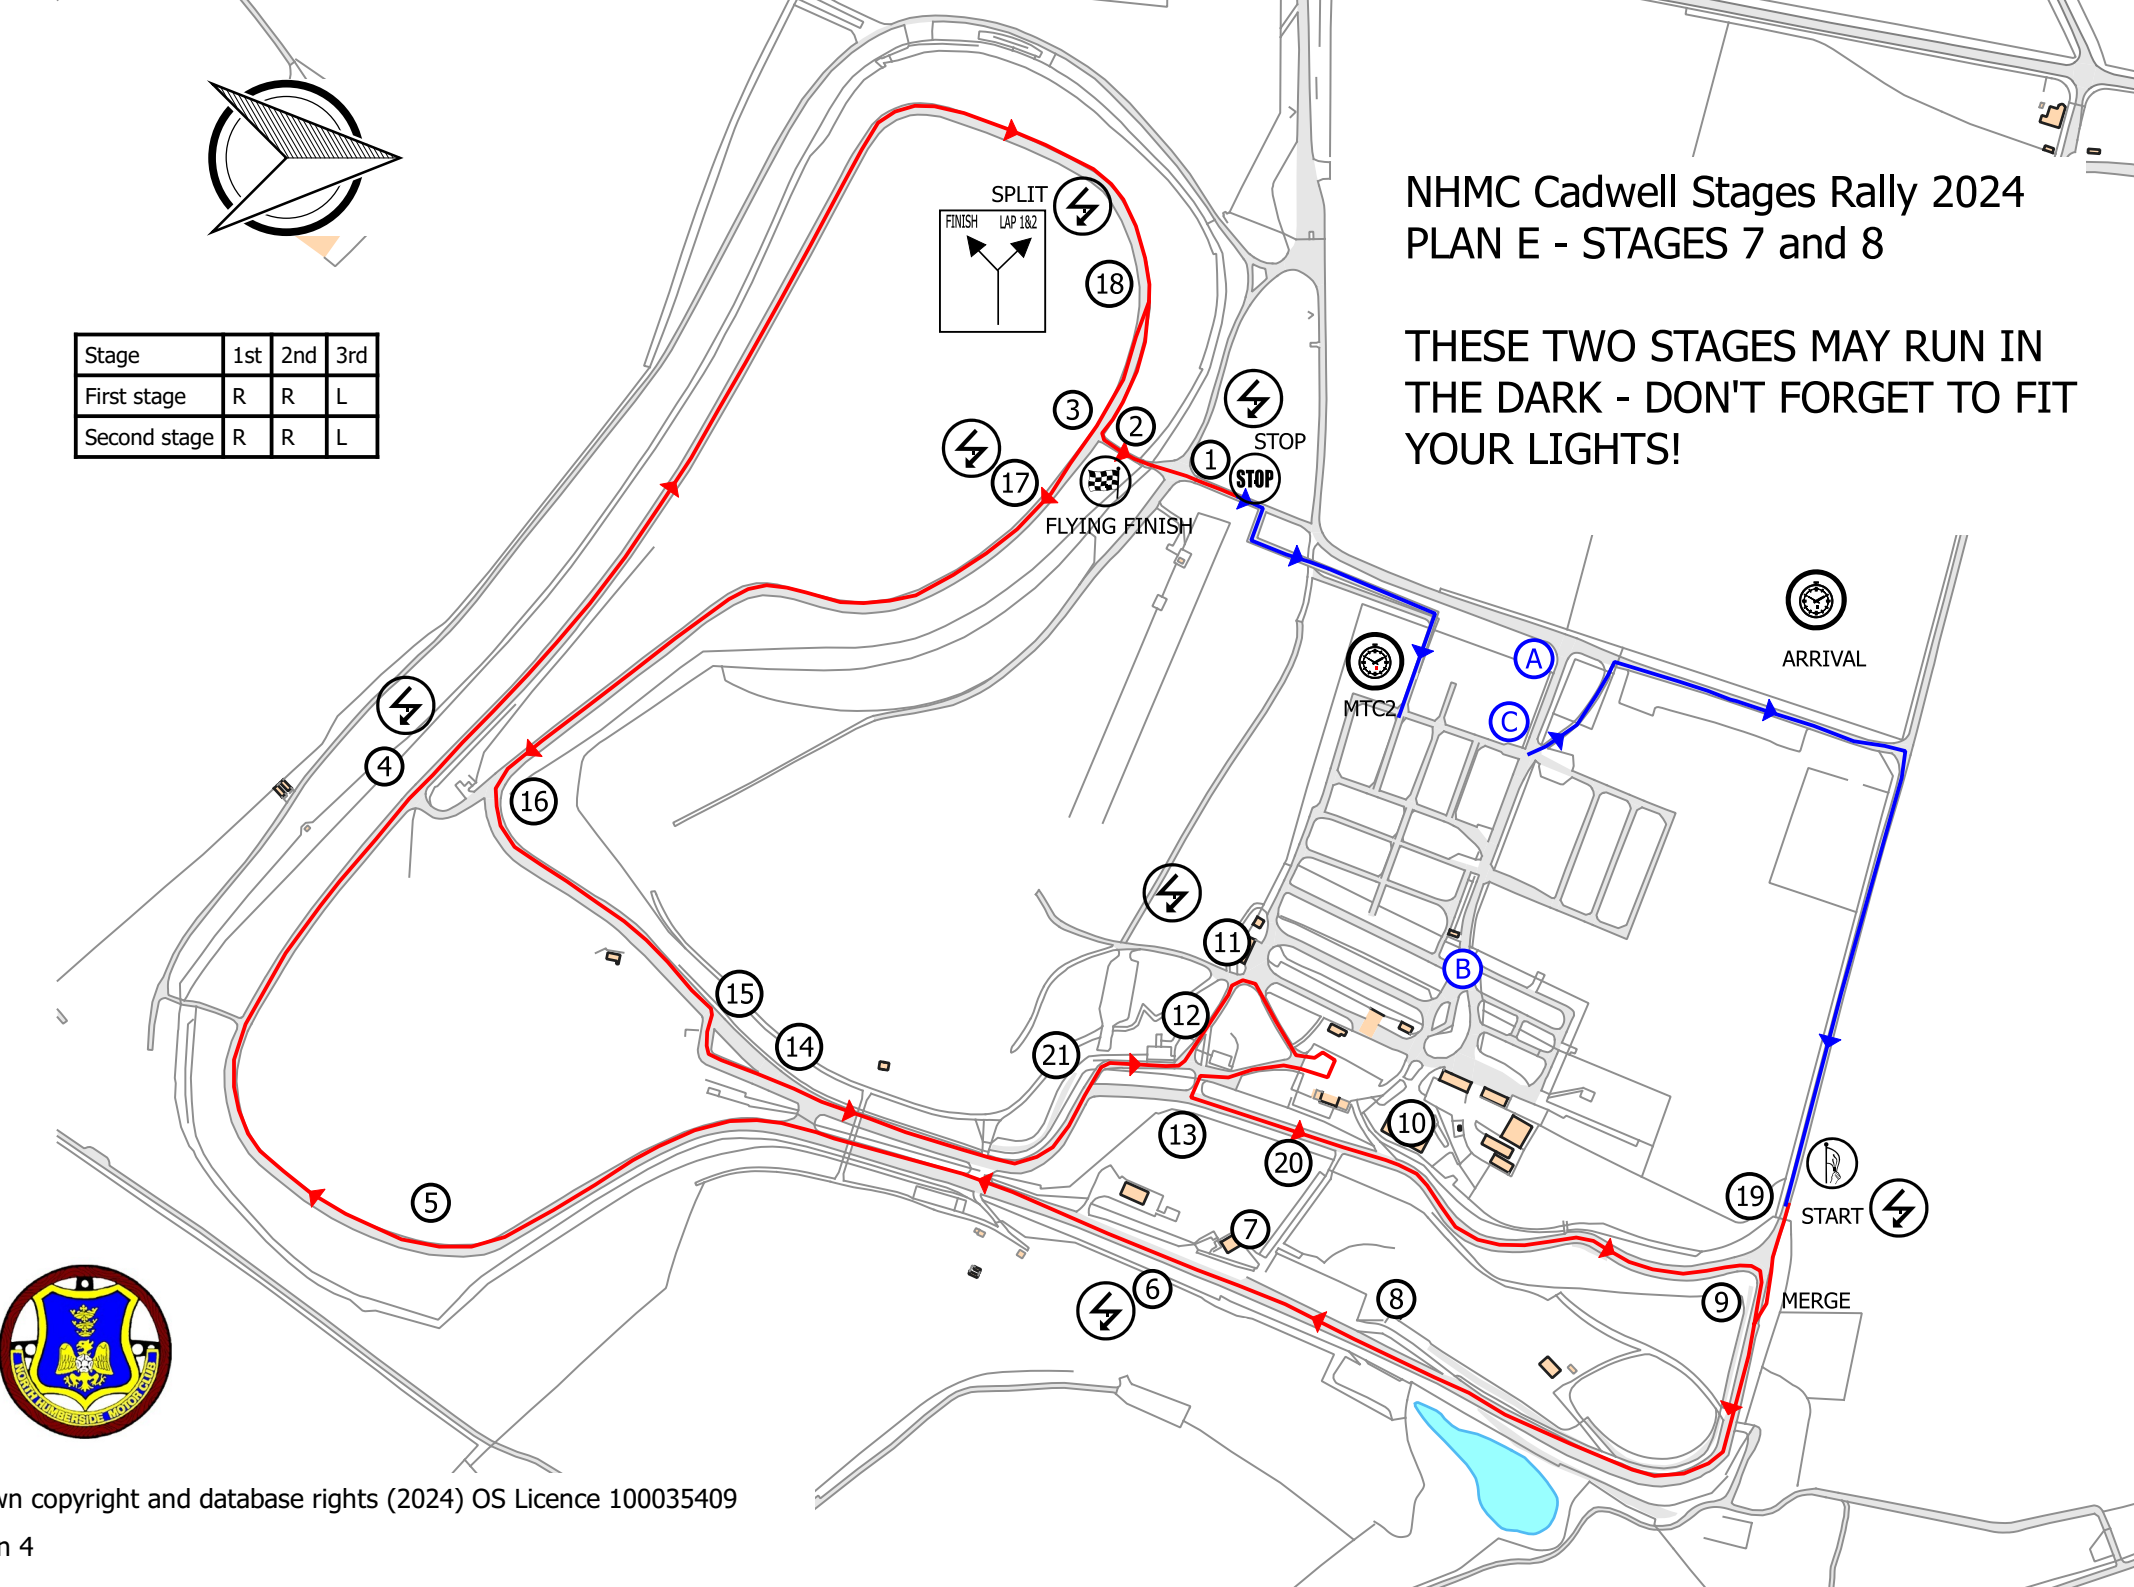 NHMC Cadwell Stages Rally 2024
PLAN E - STAGES 7 and 8
THESE TWO STAGES MAY RUN IN
THE DARK - DON'T FORGET TO FIT
YOUR LIGHTS!
SPLIT
FINISH LAP 1&2
18
Stage 1st 2nd 3rd
First stage R R L
Second stage R R L
3
2
1
STOP
STOP
17
FLYING FINISH
ARRIVAL
A
MTC2
C
4
16
11
B
15
12
14
21
10
13
20
19
START
5
7
6
8
9
MERGE
NORTH HUMBERSIDE MOTOR CLUB
wn copyright and database rights (2024) OS Licence 100035409
n 4